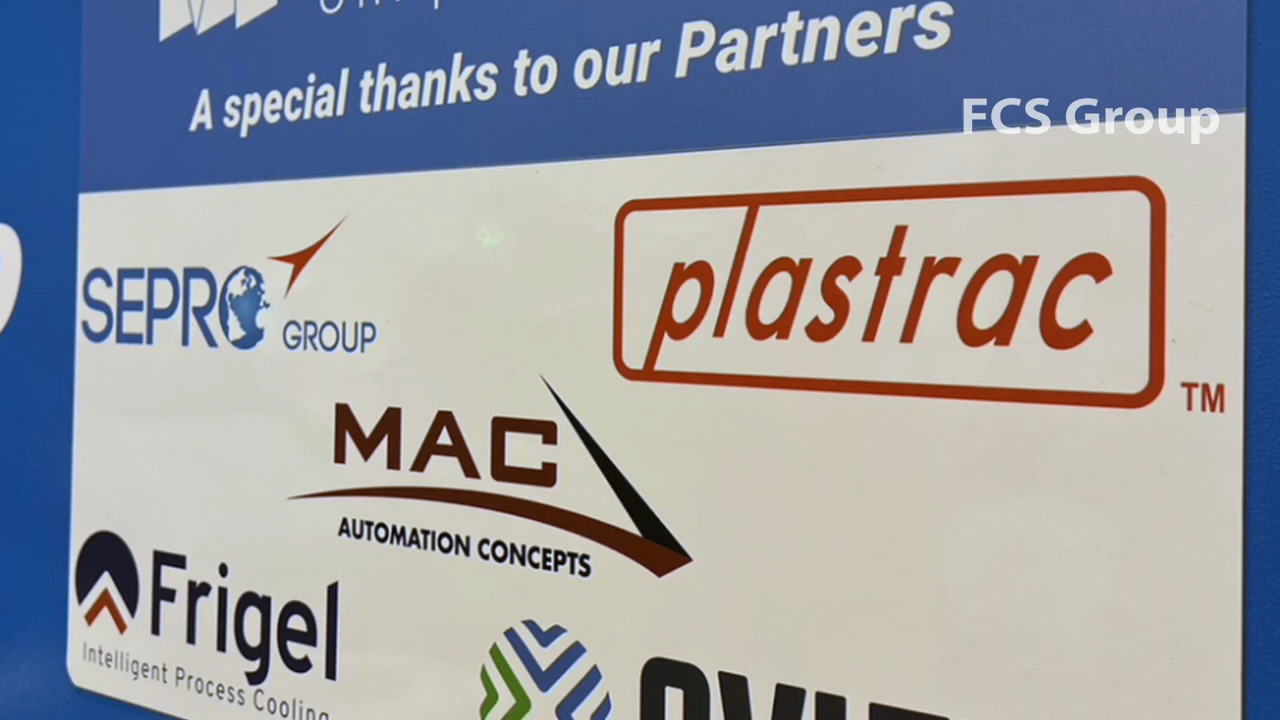 A special thanks to our Partners
FCS Group
SEPRO GROUP
plastrac
TM
MAC
AUTOMATION CONCEPTS
Frigel
Intelligent Process Cooling